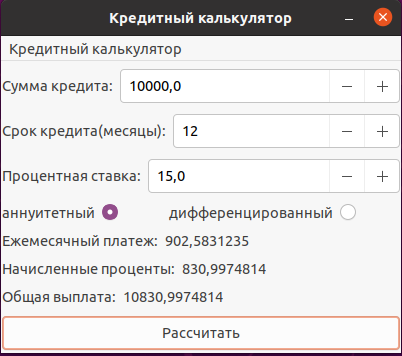 Кредитный калькулятор
Кредитный калькулятор
Сумма кредита: 10000,0
Срок кредита(месяцы): 12
Процентная ставка: 15,0
аннуитетный дифференцированный
Ежемесячный платеж: 902,5831235
Начисленные проценты: 830,9974814
Общая выплата: 10830,9974814
Рассчитать